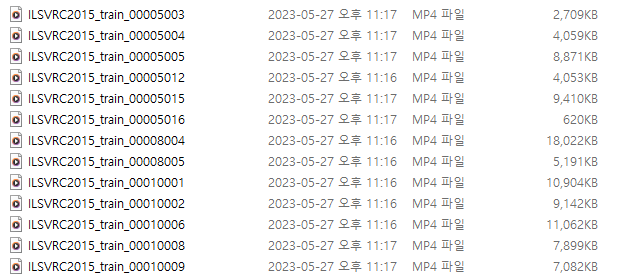 ILSVRC2015_train_00005003 2023-05-27 오후 11:17 MP4 파일 2,709KB
ILSVRC2015_train_00005004 2023-05-27 오후 11:17 MP4 파일 4,059KB
ILSVRC2015_train_00005005 2023-05-27 오후 11:17 MP4 파일 8,871KB
ILSVRC2015_train_00005012 2023-05-27 오후 11:16 MP4 파일 4,053KB
ILSVRC2015_train_00005015 2023-05-27 오후 11:17 MP4 파일 9,410KB
ILSVRC2015_train_00005016 2023-05-27 오후 11:17 MP4 파일 620KB
ILSVRC2015_train_00008004 2023-05-27 오후 11:16 MP4 파일 18,022KB
ILSVRC2015_train_00008005 2023-05-27 오후 11:16 MP4 파일 5,191KB
ILSVRC2015_train_00010001 2023-05-27 오후 11:16 MP4 파일 10,904KB
ILSVRC2015_train_00010002 2023-05-27 오후 11:16 MP4 파일 9,142KB
ILSVRC2015_train_00010006 2023-05-27 오후 11:16 MP4 파일 11,062KB
ILSVRC2015_train_00010008 2023-05-27 오후 11:17 MP4 파일 7,899KB
ILSVRC2015_train_00010009 2023-05-27 오후 11:17 MP4 파일 7,082KB